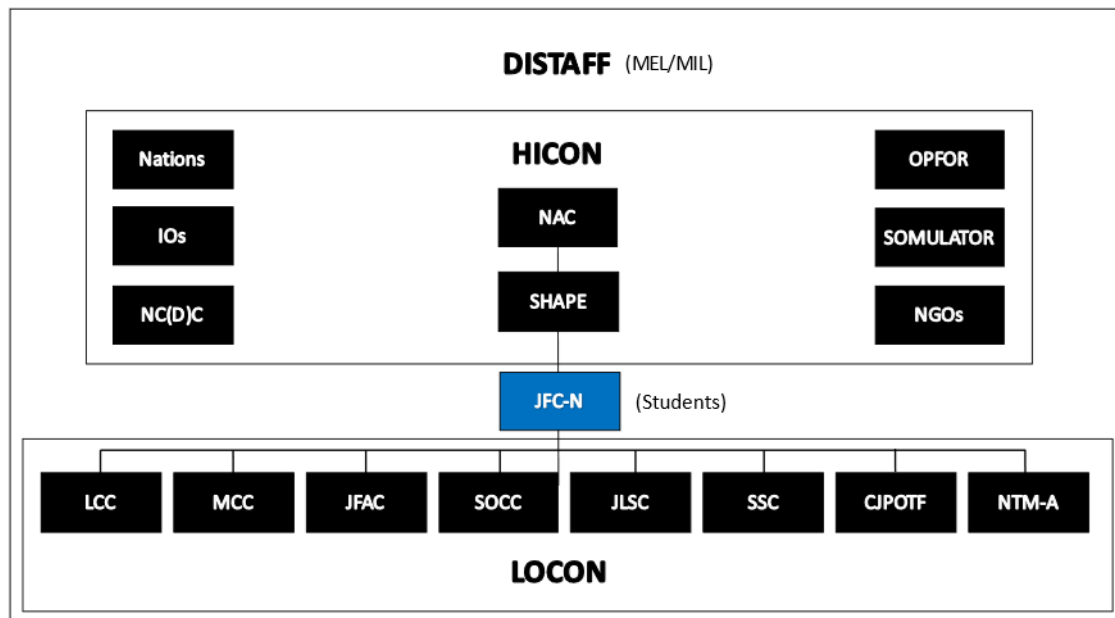 DISTAFF (MEL/MIL)
HICON
Nations
IOs
NC(D)C
NAC
SHAPE
OPFOR
SOMULATOR
NGOs
JFC-N (Students)
LCC MCC JFAC SOCC JLSC SSC CJPOTF NTM-A
LOCON